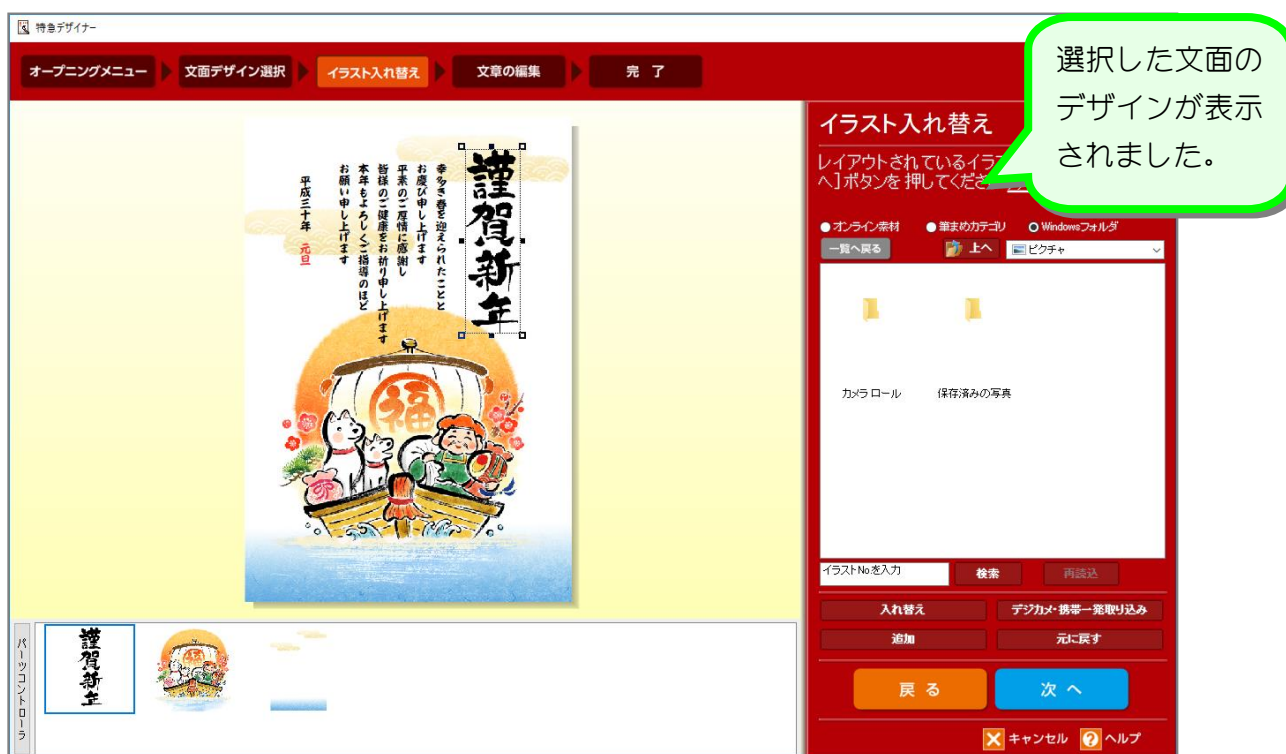 特急デザイナー
オープニングメニュー
文面デザイン選択
イラスト入れ替え
文章の編集
完 了
選択した文面の
デザインが表示
されました。
謹賀新年
幸多き春を迎えられたことと
お慶び申し上げます
平素のご厚情に感謝し
皆様のご健康をお祈り申し上げます
本年もよろしくご指導のほど
お願い申し上げます
平成三十年 元旦
福
イラスト入れ替え
レイアウトされているイラ
へ]ボタンを押してくださ
オンライン素材
筆まめカテゴリ
Windowsフォルダ
一覧へ戻る
上へ
ピクチャ
カメラ ロール
保存済みの写真
イラストNo.を入力
検索
再読込
入れ替え
デジカメ・携帯一発取り込み
追加
元に戻す
戻 る
次 へ
キャンセル
ヘルプ
パーツコントローラ
謹賀新年